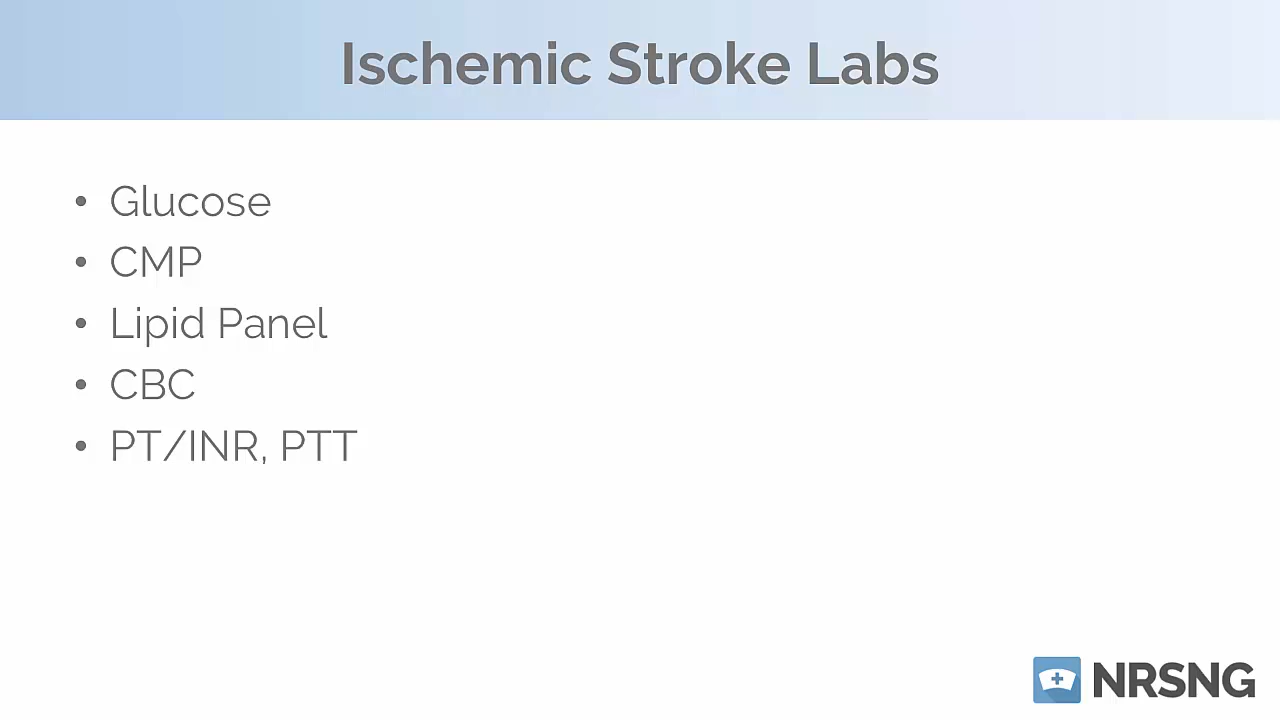 Ischemic Stroke Labs
• Glucose
• CMP
• Lipid Panel
• CBC
• PT/INR, PTT
NRSNG